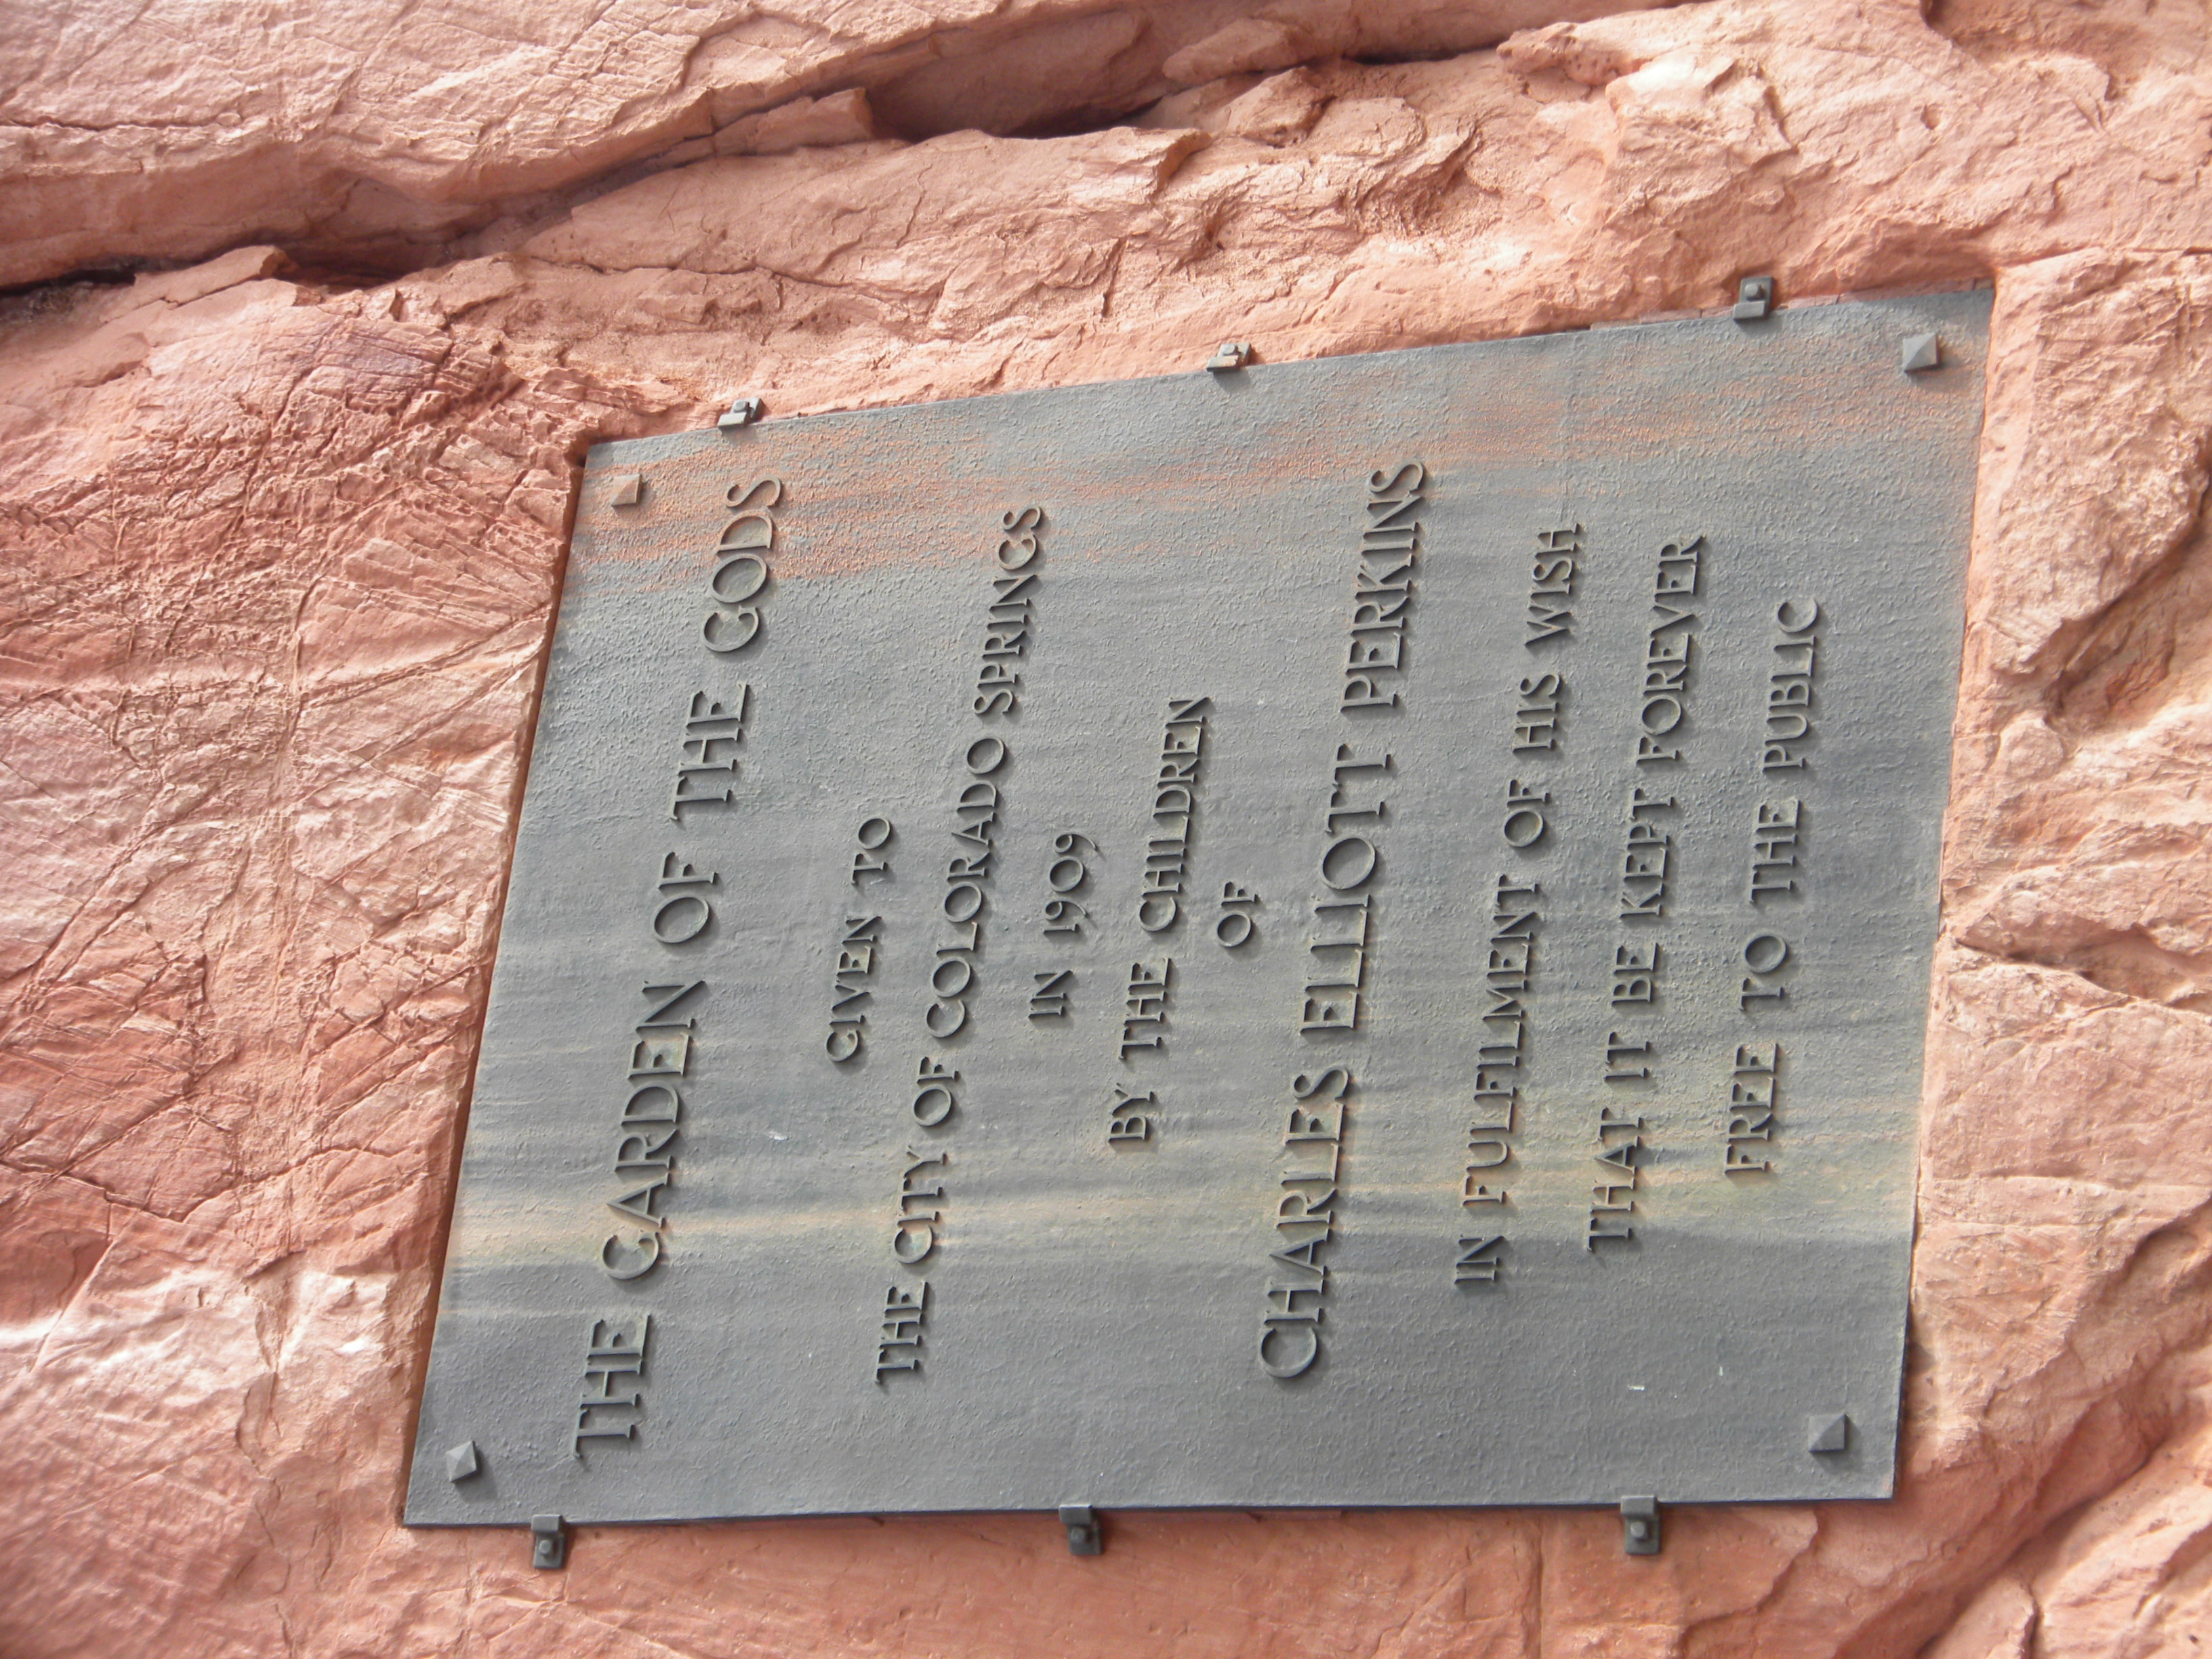 THE GARDEN OF THE GODS
GIVEN TO
THE CITY OF COLORADO SPRINGS
IN 1909
BY THE CHILDREN
OF
CHARLES ELLIOTT PERKINS
IN FULFILMENT OF HIS WISH
THAT IT BE KEPT FOREVER
FREE TO THE PUBLIC